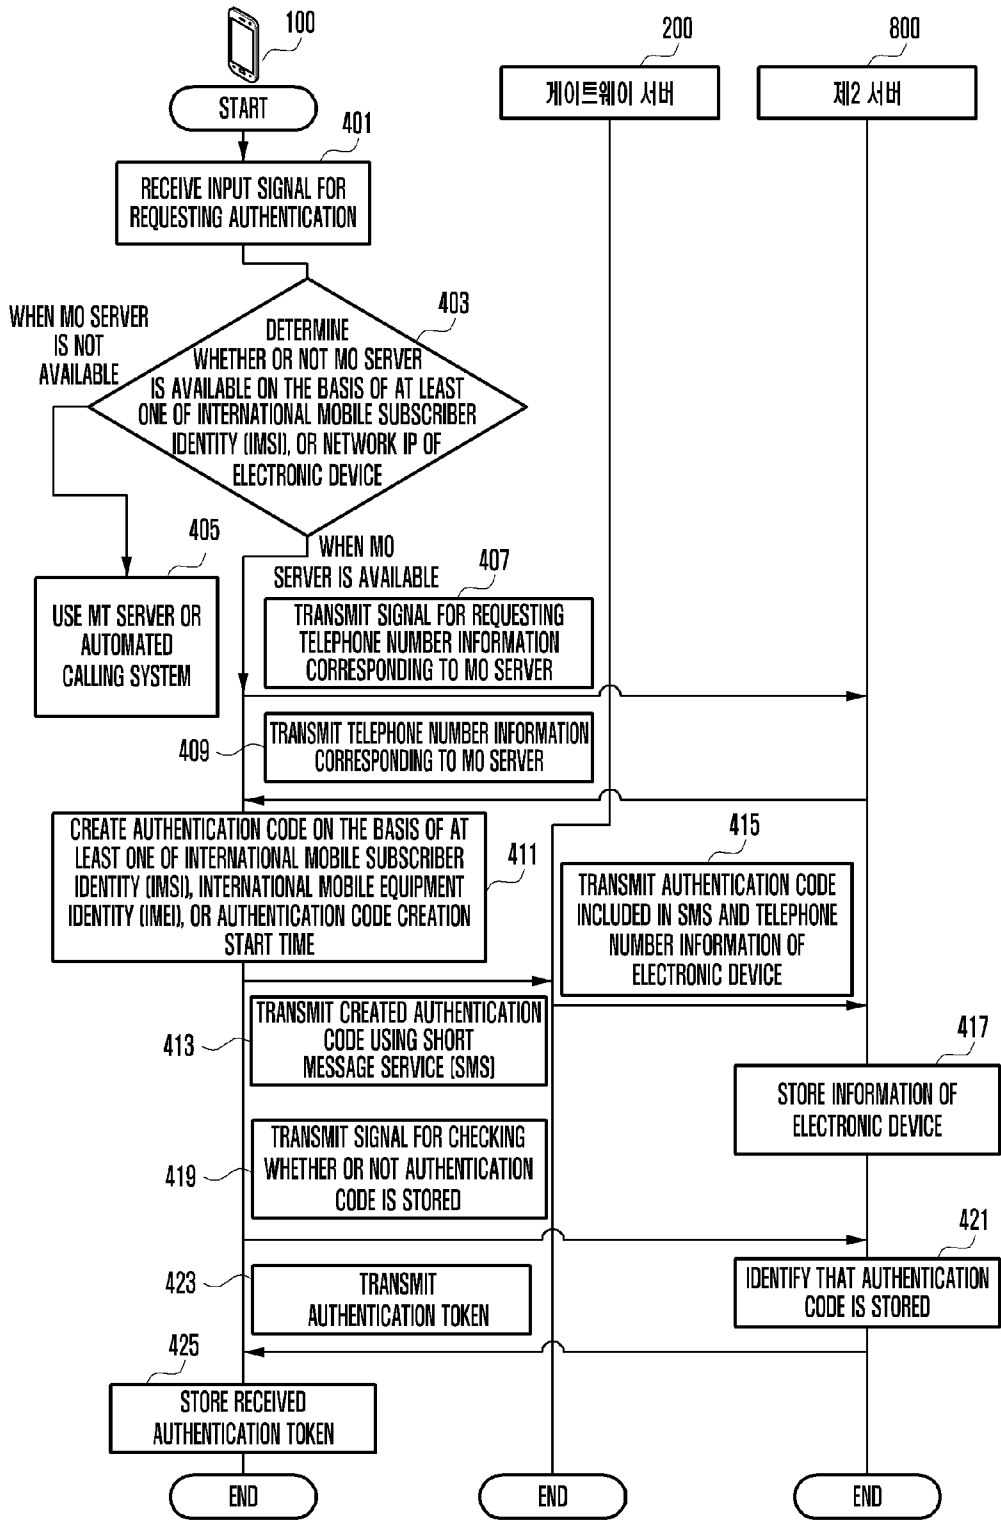 100
200
800
START
게이트웨이 서버
제2 서버
401
RECEIVE INPUT SIGNAL FOR
REQUESTING AUTHENTICATION
WHEN MO SERVER
IS NOT
AVAILABLE
403
DETERMINE
WHETHER OR NOT MO SERVER
IS AVAILABLE ON THE BASIS OF AT LEAST
ONE OF INTERNATIONAL MOBILE SUBSCRIBER
IDENTITY (IMSI), OR NETWORK IP OF
ELECTRONIC DEVICE
405
USE MT SERVER OR
AUTOMATED
CALLING SYSTEM
WHEN MO
SERVER IS AVAILABLE
407
TRANSMIT SIGNAL FOR REQUESTING
TELEPHONE NUMBER INFORMATION
CORRESPONDING TO MO SERVER
409
TRANSMIT TELEPHONE NUMBER INFORMATION
CORRESPONDING TO MO SERVER
CREATE AUTHENTICATION CODE ON THE BASIS OF AT
LEAST ONE OF INTERNATIONAL MOBILE SUBSCRIBER
IDENTITY (IMSI), INTERNATIONAL MOBILE EQUIPMENT
IDENTITY (IMEI), OR AUTHENTICATION CODE CREATION
START TIME
411
415
TRANSMIT AUTHENTICATION CODE
INCLUDED IN SMS AND TELEPHONE
NUMBER INFORMATION OF
ELECTRONIC DEVICE
413
TRANSMIT CREATED AUTHENTICATION
CODE USING SHORT
MESSAGE SERVICE (SMS)
417
STORE INFORMATION OF
ELECTRONIC DEVICE
419
TRANSMIT SIGNAL FOR CHECKING
WHETHER OR NOT AUTHENTICATION
CODE IS STORED
421
IDENTIFY THAT AUTHENTICATION
CODE IS STORED
423
TRANSMIT
AUTHENTICATION TOKEN
425
STORE RECEIVED
AUTHENTICATION TOKEN
END
END
END